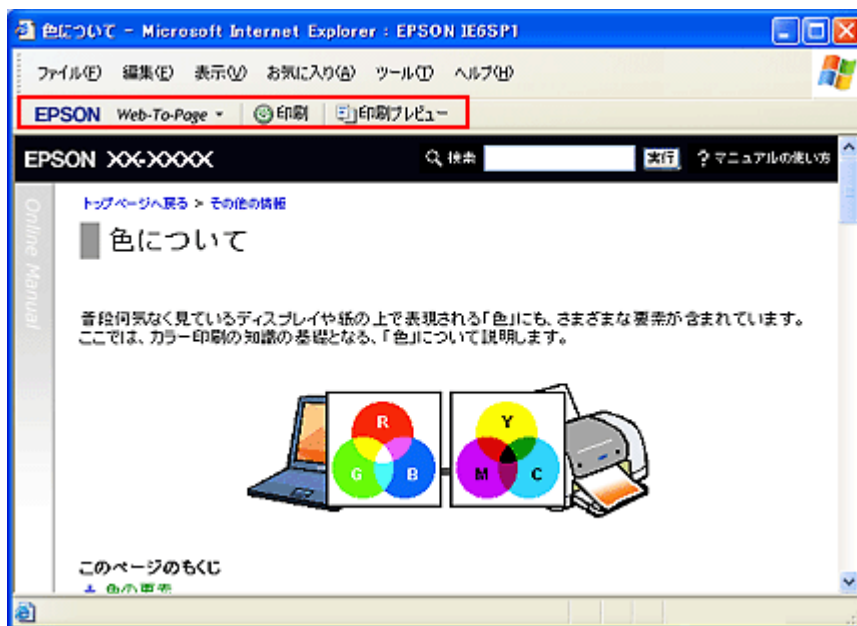 色について - Microsoft Internet Explorer : EPSON IE6SP1
ファイル(F) 編集(E) 表示(V) お気に入り(A) ツール(T) ヘルプ(H)
EPSON Web-To-Page 印刷 印刷プレビュー
EPSON XX-XXXX 検索 実行 ? マニュアルの使い方
Online Manual
トップページへ戻る > その他の情報
色について
普段何気なく見ているディスプレイや紙の上で表現される「色」にも、さまざまな要素が含まれています。
ここでは、カラー印刷の知識の基礎となる、「色」について説明します。
R Y
G B M C
このページのもくじ
色の要素